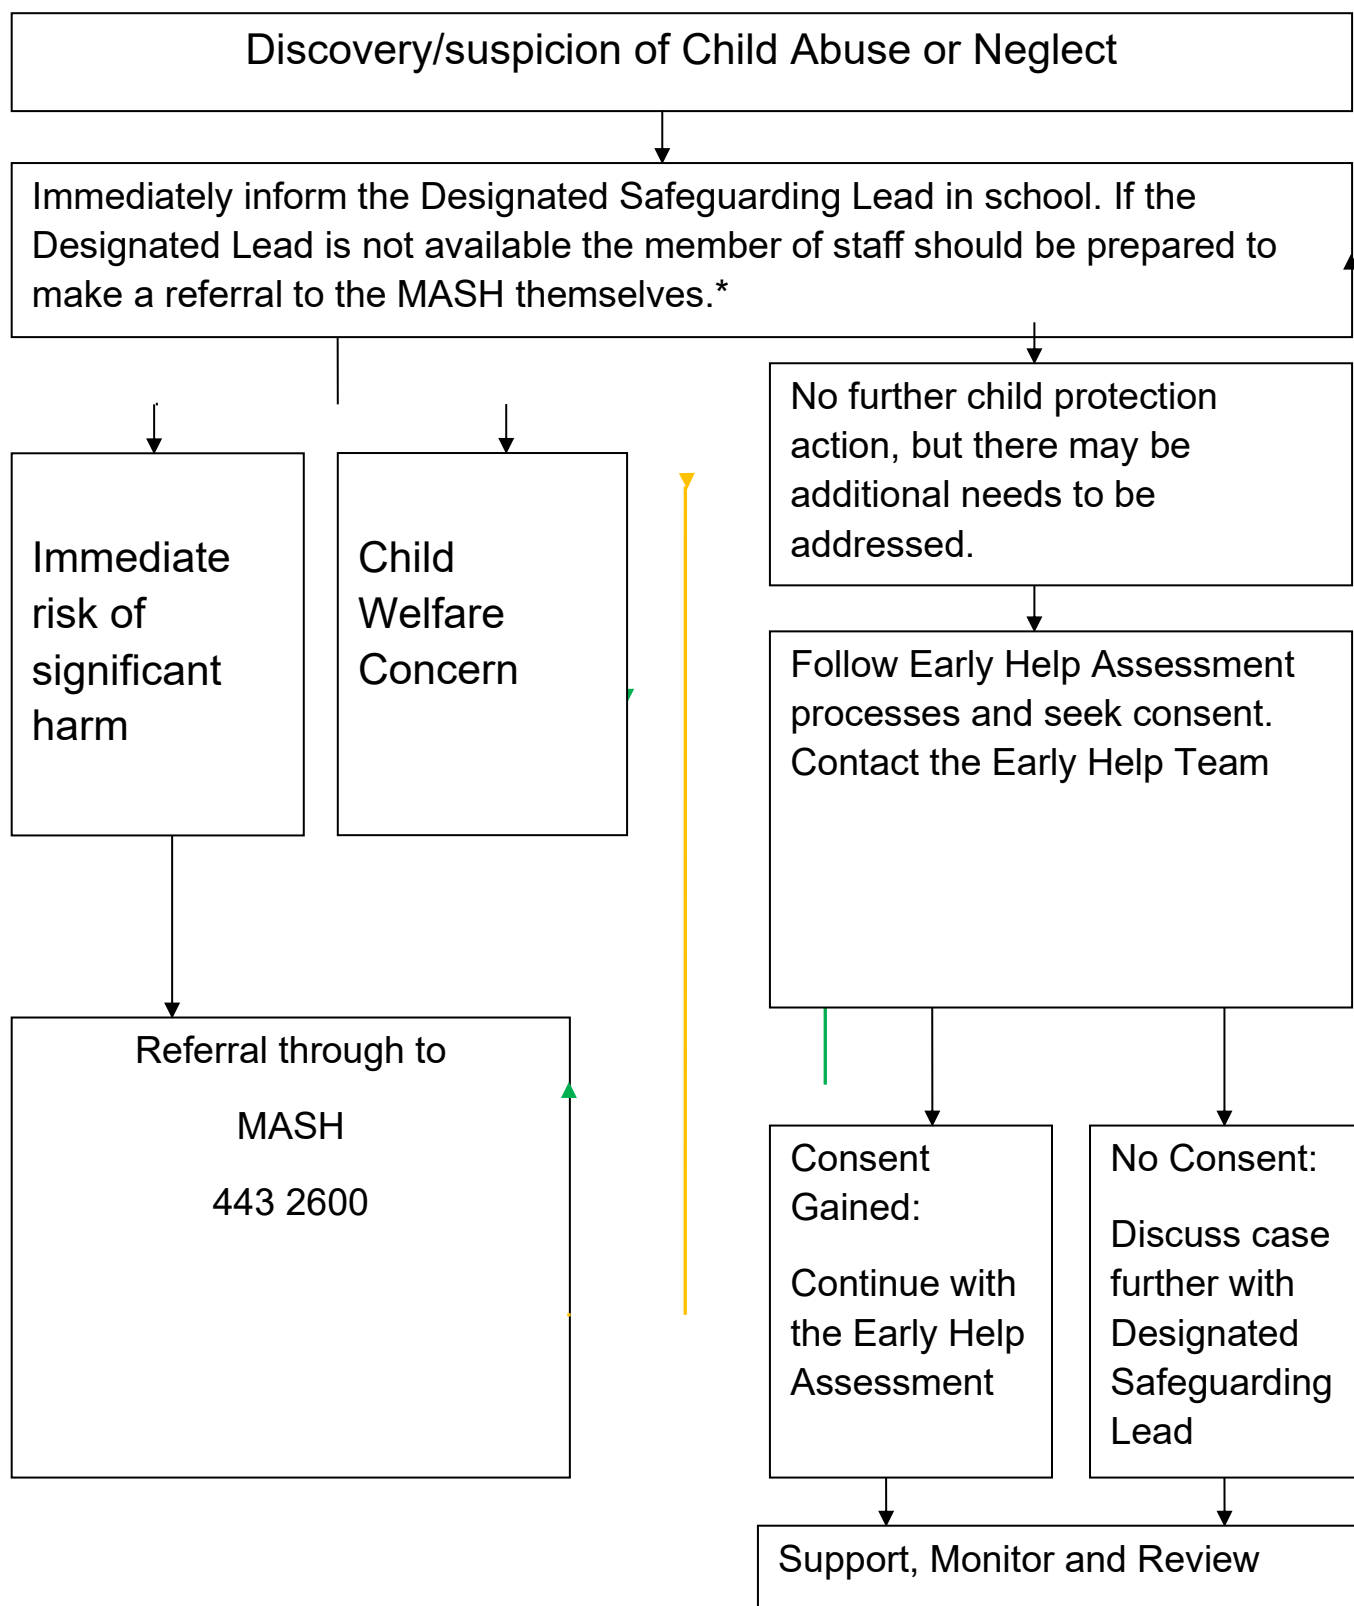 Discovery/suspicion of Child Abuse or Neglect
Immediately inform the Designated Safeguarding Lead in school. If the
Designated Lead is not available the member of staff should be prepared to
make a referral to the MASH themselves.*
No further child protection
action, but there may be
additional needs to be
addressed.
Immediate
risk of
significant
harm
Child
Welfare
Concern
Follow Early Help Assessment
processes and seek consent.
Contact the Early Help Team
Referral through to
MASH
443 2600
Consent
Gained:
Continue with
the Early Help
Assessment
No Consent:
Discuss case
further with
Designated
Safeguarding
Lead
Support, Monitor and Review